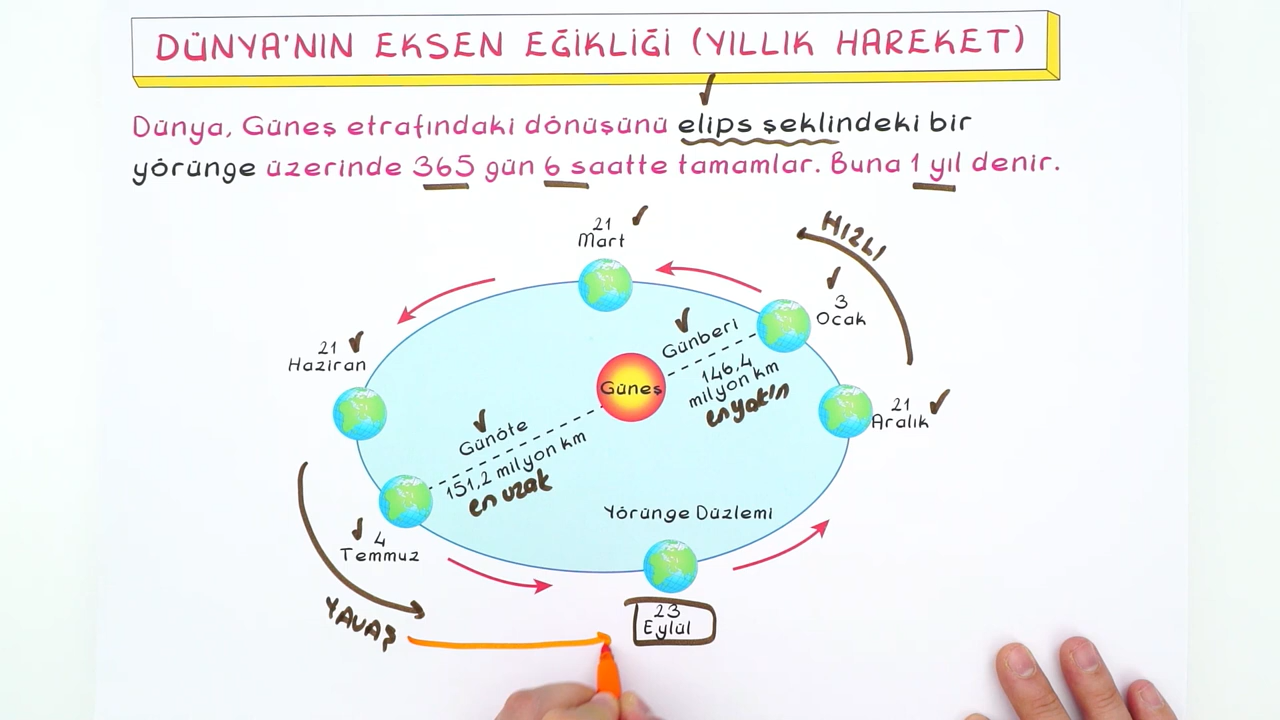 DÜNYA'NIN EKSEN EĞİKLİĞİ (YILLIK HAREKET)
Dünya, Güneş etrafındaki dönüşünü elips şeklindeki bir
yörünge üzerinde 365 gün 6 saatte tamamlar. Buna 1 yıl denir.
21
Mart
HIZLI
3
Ocak
Günberi
146,4
milyon km
en yakın
21
Haziran
Güneş
21
Aralık
Günöte
151,2 milyon km
en uzak
Yörünge Düzlemi
4
Temmuz
YAVAŞ
23
Eylül